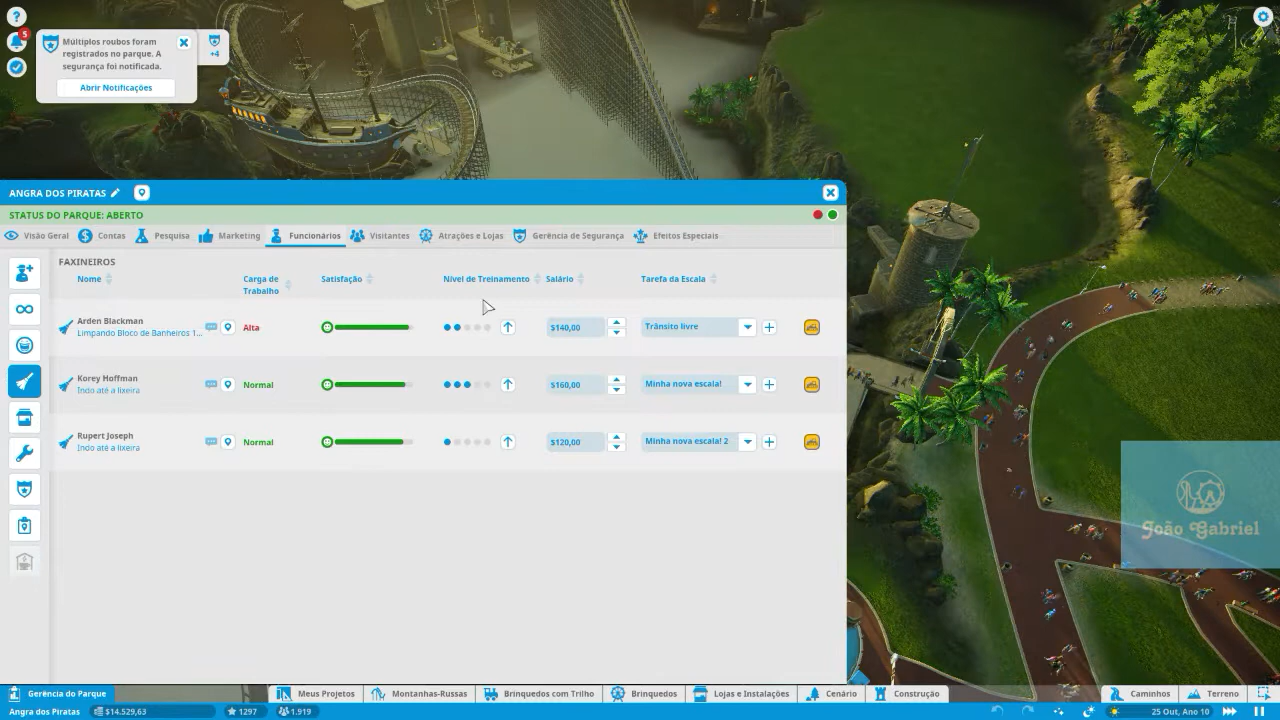 ?
5
Múltiplos roubos foram
registrados no parque. A
segurança foi notificada.
+4
Abrir Notificações
ANGRA DOS PIRATAS
STATUS DO PARQUE: ABERTO
Visão Geral
Contas
Pesquisa
Marketing
Funcionários
Visitantes
Atrações e Lojas
Gerência de Segurança
Efeitos Especiais
FAXINEIROS
Nome
Carga de
Trabalho
Satisfação
Nível de Treinamento
Salário
Tarefa da Escala
Arden Blackman
Limpando Bloco de Banheiros 1...
Alta
$140,00
Trânsito livre
Korey Hoffman
Indo até a lixeira
Normal
$160,00
Minha nova escala!
Rupert Joseph
Indo até a lixeira
Normal
$120,00
Minha nova escala! 2
João Gabriel
Gerência do Parque
Meus Projetos
Montanhas-Russas
Brinquedos com Trilho
Brinquedos
Lojas e Instalações
Cenário
Construção
Caminhos
Terreno
Angra dos Piratas
$14.529,63
1297
1.919
25 Out, Ano 10